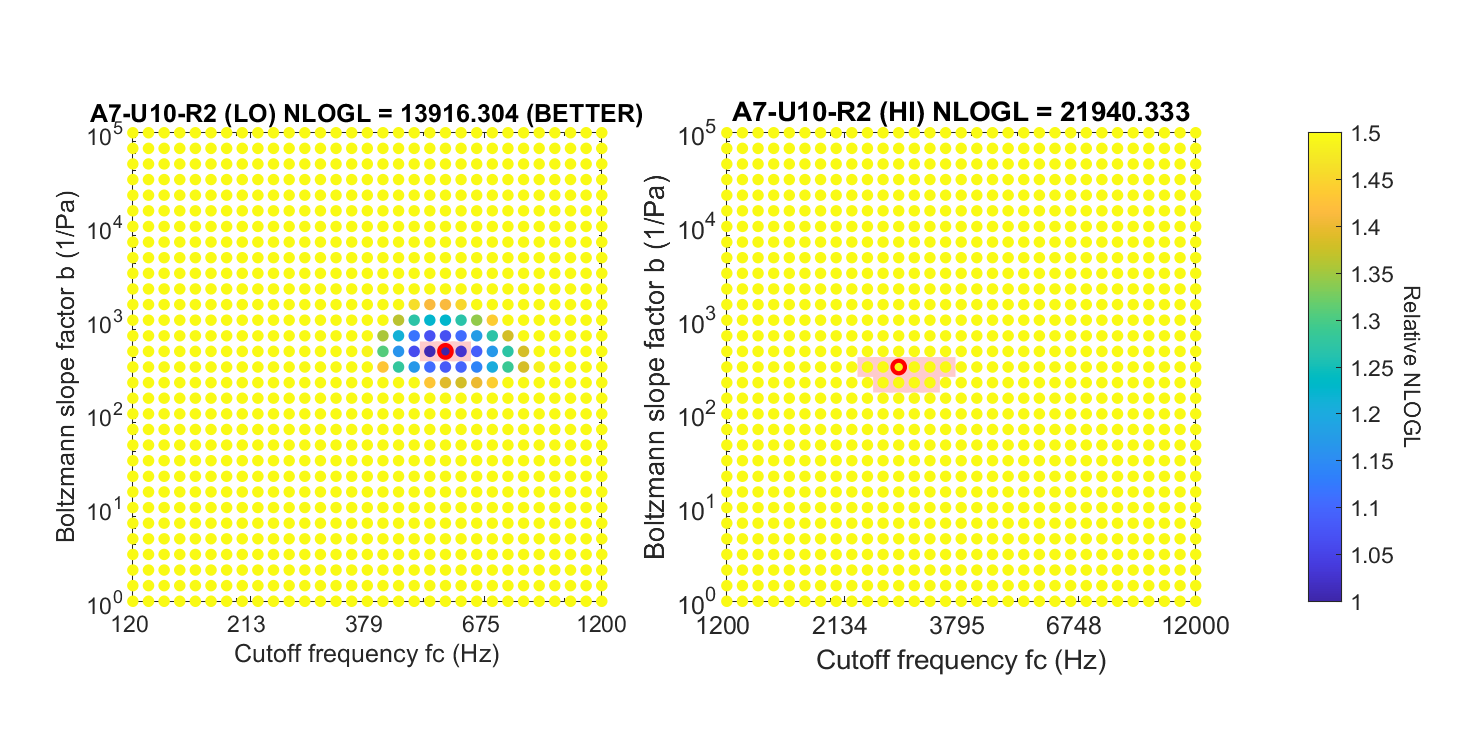 A7-U10-R2 (LO) NLOGL = 13916.304 (BETTER)
10^5
10^4
10^3
10^2
10^1
10^0
Boltzmann slope factor b (1/Pa)
120 213 379 675 1200
Cutoff frequency fc (Hz)
A7-U10-R2 (HI) NLOGL = 21940.333
10^5
10^4
10^3
10^2
10^1
10^0
Boltzmann slope factor b (1/Pa)
1200 2134 3795 6748 12000
Cutoff frequency fc (Hz)
1.5
1.45
1.4
1.35
1.3
1.25
1.2
1.15
1.1
1.05
1
Relative NLOGL